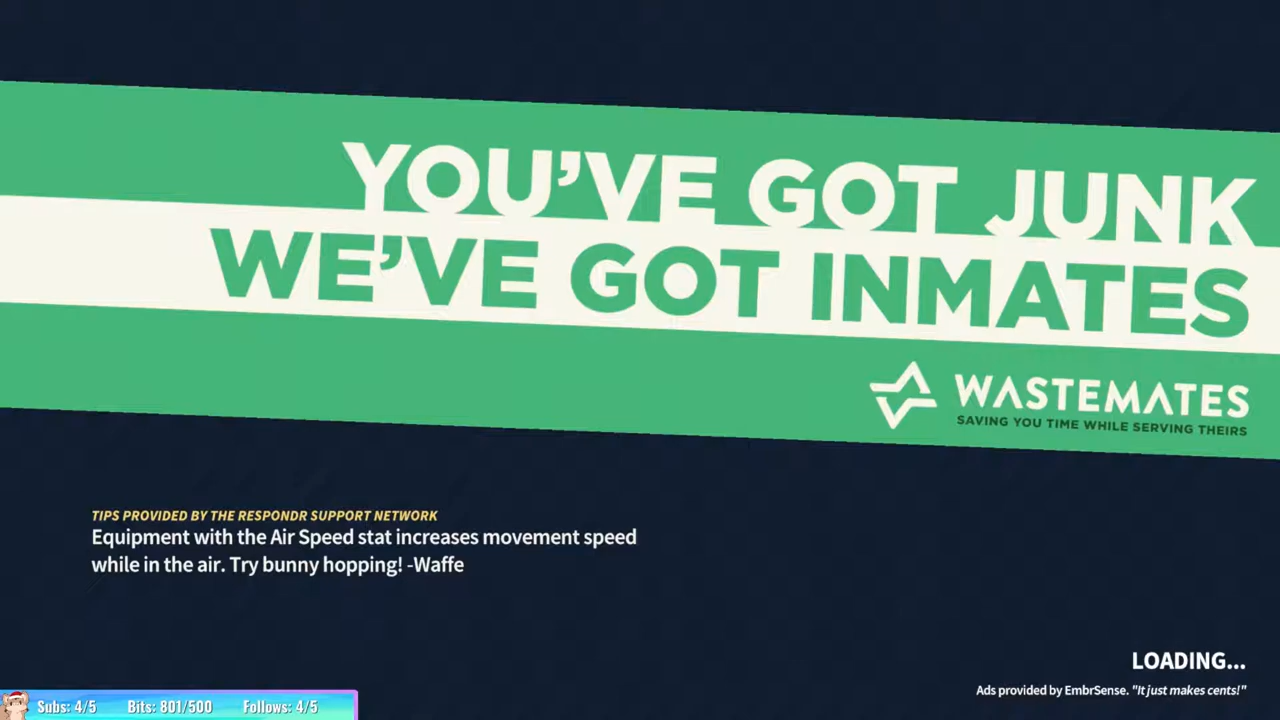 YOU'VE GOT JUNK
WE'VE GOT INMATES
WASTEMATES
SAVING YOU TIME WHILE SERVING THEIRS
TIPS PROVIDED BY THE RESPONDR SUPPORT NETWORK
Equipment with the Air Speed stat increases movement speed
while in the air. Try bunny hopping! -Waffe
LOADING...
Ads provided by EmbrSense. "It just makes cents!"
Subs: 4/5 Bits: 801/500 Follows: 4/5